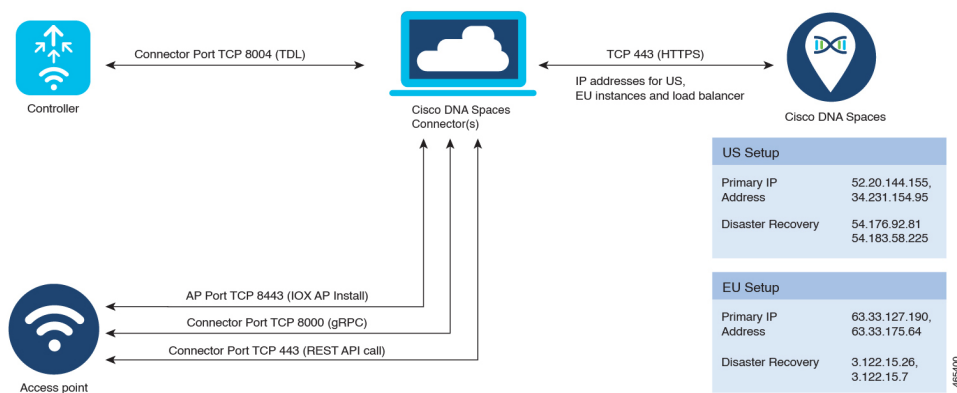 Connector Port TCP 8004 (TDL)
Controller
Cisco DNA Spaces
Connector(s)
TCP 443 (HTTPS)
IP addresses for US,
EU instances and load balancer
Cisco DNA Spaces
US Setup
Primary IP
Address
52.20.144.155,
34.231.154.95
Disaster Recovery
54.176.92.81
54.183.58.225
AP Port TCP 8443 (IOX AP Install)
Connector Port TCP 8000 (gRPC)
Connector Port TCP 443 (REST API call)
Access point
EU Setup
Primary IP
Address
63.33.127.190,
63.33.175.64
Disaster Recovery
3.122.15.26,
3.122.15.7
465400